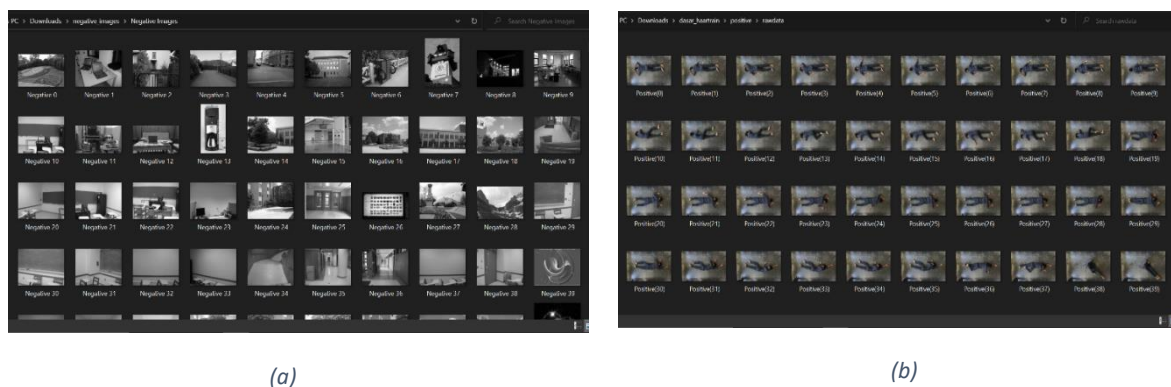 PC > Downloads > negative images > Negative Images
Search Negative Images
Negative 0 Negative 1 Negative 2 Negative 3 Negative 4 Negative 5 Negative 6 Negative 7 Negative 8 Negative 9
Negative 10 Negative 11 Negative 12 Negative 13 Negative 14 Negative 15 Negative 16 Negative 17 Negative 18 Negative 19
Negative 20 Negative 21 Negative 22 Negative 23 Negative 24 Negative 25 Negative 26 Negative 27 Negative 28 Negative 29
Negative 30 Negative 31 Negative 32 Negative 33 Negative 34 Negative 35 Negative 36 Negative 37 Negative 38 Negative 39
(a)
PC > Downloads > dasar_haartrain > positive > rawdata
Search rawdata
Positive(0) Positive(1) Positive(2) Positive(3) Positive(4) Positive(5) Positive(6) Positive(7) Positive(8) Positive(9)
Positive(10) Positive(11) Positive(12) Positive(13) Positive(14) Positive(15) Positive(16) Positive(17) Positive(18) Positive(19)
Positive(20) Positive(21) Positive(22) Positive(23) Positive(24) Positive(25) Positive(26) Positive(27) Positive(28) Positive(29)
Positive(30) Positive(31) Positive(32) Positive(33) Positive(34) Positive(35) Positive(36) Positive(37) Positive(38) Positive(39)
(b)